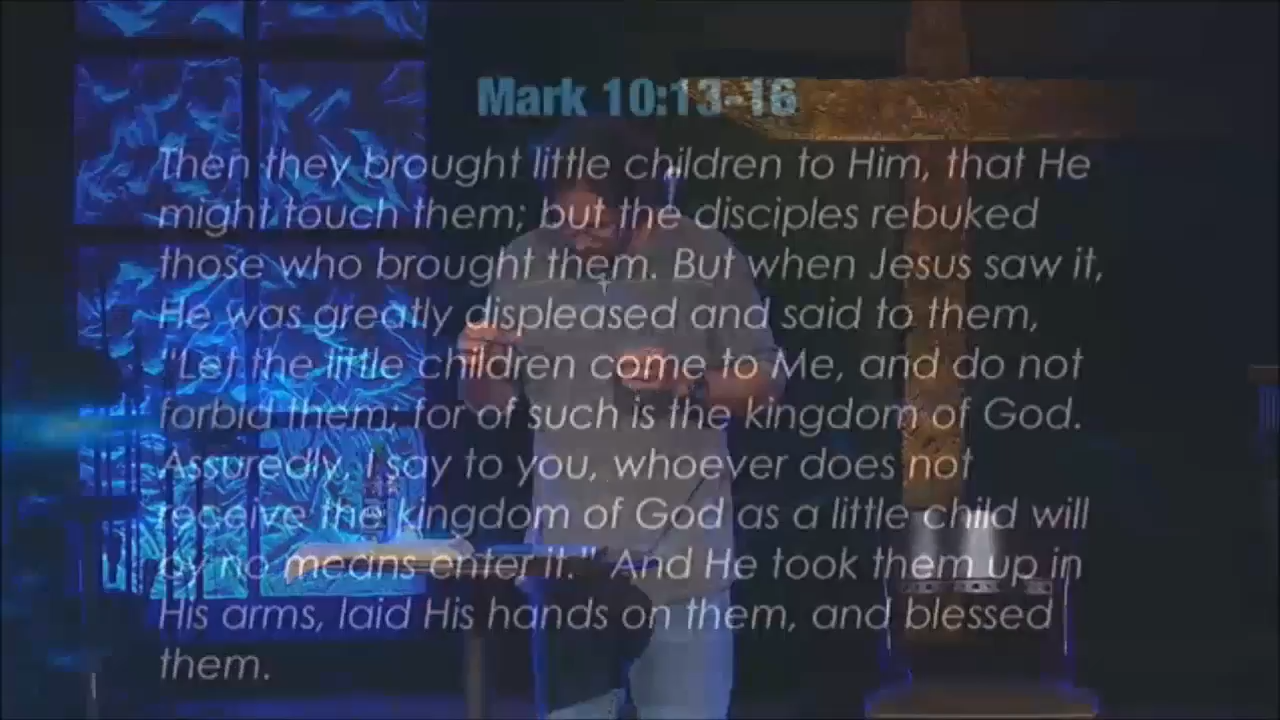 Mark 10:13-16
Then they brought little children to Him, that He
might touch them; but the disciples rebuked
those who brought them. But when Jesus saw it,
He was greatly displeased and said to them,
"Let the little children come to Me, and do not
forbid them; for of such is the kingdom of God.
Assuredly, I say to you, whoever does not
receive the kingdom of God as a little child will
by no means enter it." And He took them up in
His arms, laid His hands on them, and blessed
them.